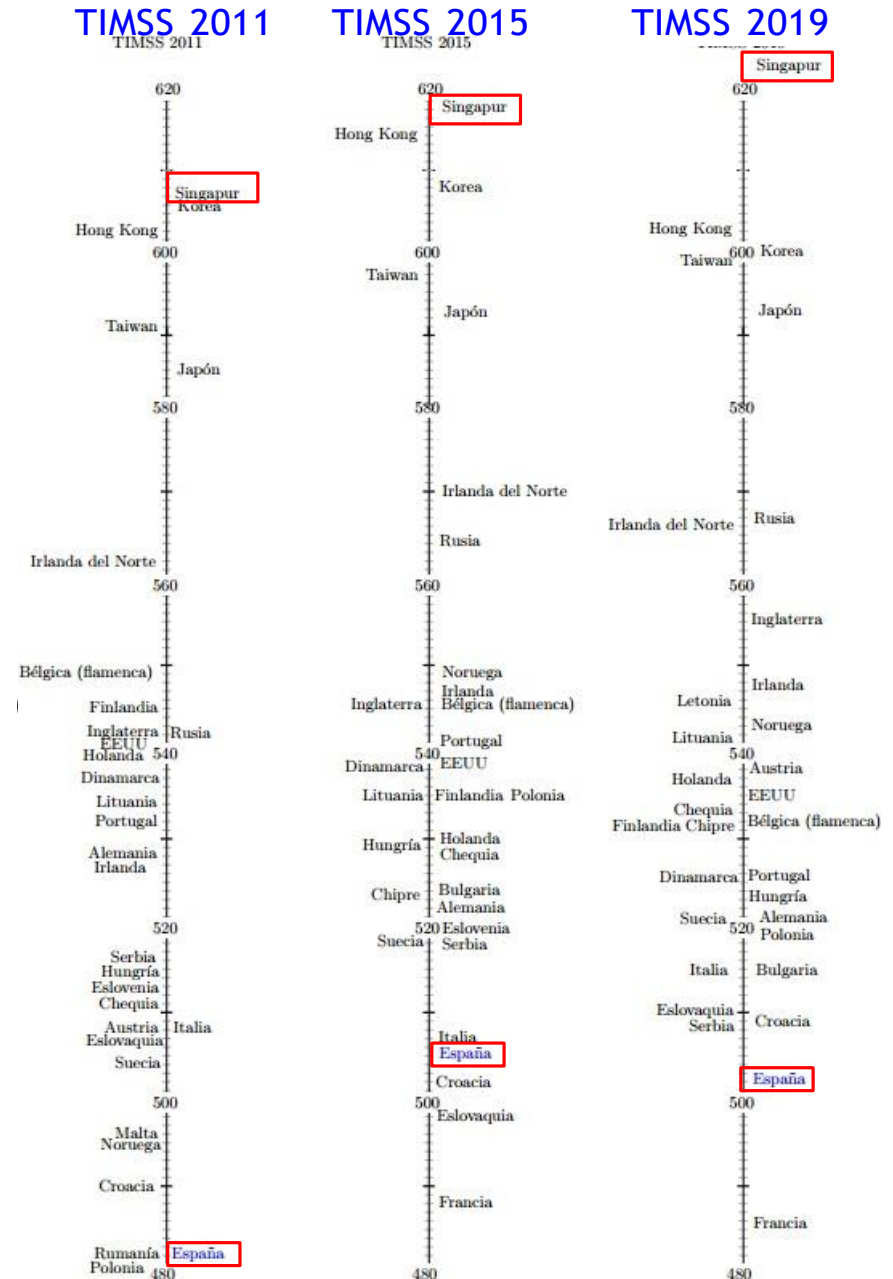 TIMSS 2011
TIMSS 2011
620
Singapur
Korea
Hong Kong
600
Taiwan
Japón
580
Irlanda del Norte
560
Bélgica (flamenca)
Finlandia
Inglaterra Rusia
EEUU
Holanda 540
Dinamarca
Lituania
Portugal
Alemania
Irlanda
520
Serbia
Hungría
Eslovenia
Chequia
Austria Italia
Eslovaquia
Suecia
500
Malta
Noruega
Croacia
Rumanía España
Polonia 480
TIMSS 2015
TIMSS 2015
620
Singapur
Hong Kong
Korea
600
Taiwan
Japón
580
Irlanda del Norte
Rusia
560
Noruega
Irlanda
Inglaterra Bélgica (flamenca)
Portugal
540
Dinamarca EEUU
Lituania Finlandia Polonia
Hungría Holanda
Chequia
Chipre Bulgaria
Alemania
520 Eslovenia
Suecia Serbia
Italia
España
Croacia
500
Eslovaquia
Francia
480
TIMSS 2019
Singapur
620
Hong Kong
600 Korea
Taiwan
Japón
580
Irlanda del Norte Rusia
560
Inglaterra
Irlanda
Letonia
Noruega
Lituania
540
Austria
Holanda
EEUU
Chequia
Finlandia Chipre Bélgica (flamenca)
Dinamarca Portugal
Hungría
Suecia Alemania
520 Polonia
Italia Bulgaria
Eslovaquia
Serbia Croacia
España
500
Francia
480